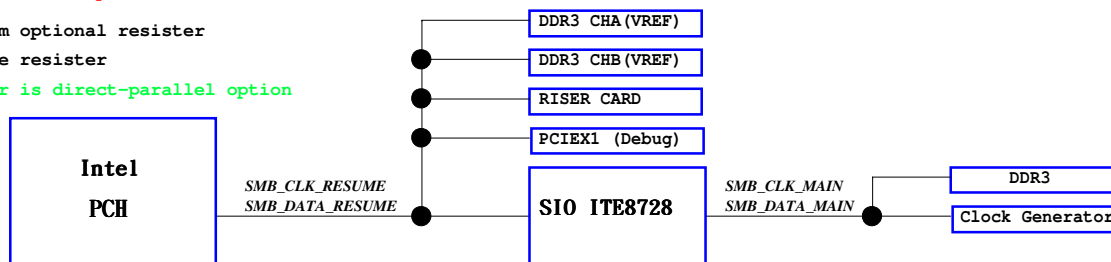 m optional resister
e resister
r is direct-parallel option
DDR3 CHA(VREF)
DDR3 CHB(VREF)
RISER CARD
PCIEX1 (Debug)
Intel
PCH
SMB_CLK_RESUME
SMB_DATA_RESUME
SIO ITE8728
SMB_CLK_MAIN
SMB_DATA_MAIN
DDR3
Clock Generator